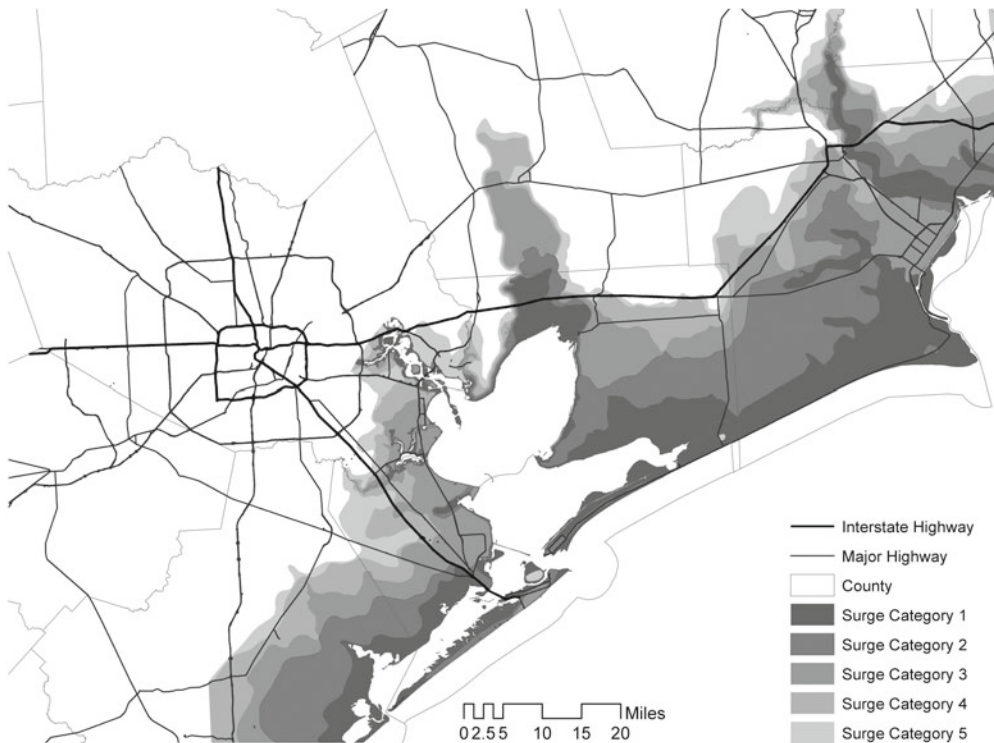 Interstate Highway
Major Highway
County
Surge Category 1
Surge Category 2
Surge Category 3
Surge Category 4
Surge Category 5
Miles
0 2.5 5 10 15 20